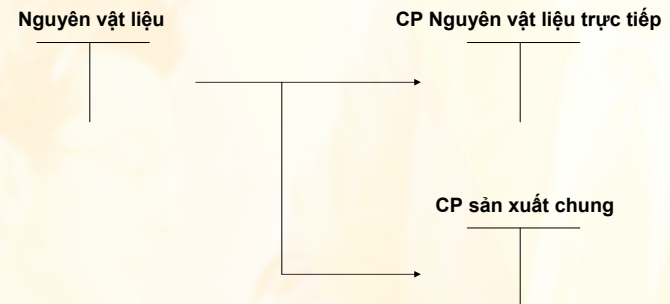 Nguyên vật liệu
CP Nguyên vật liệu trực tiếp
CP sản xuất chung